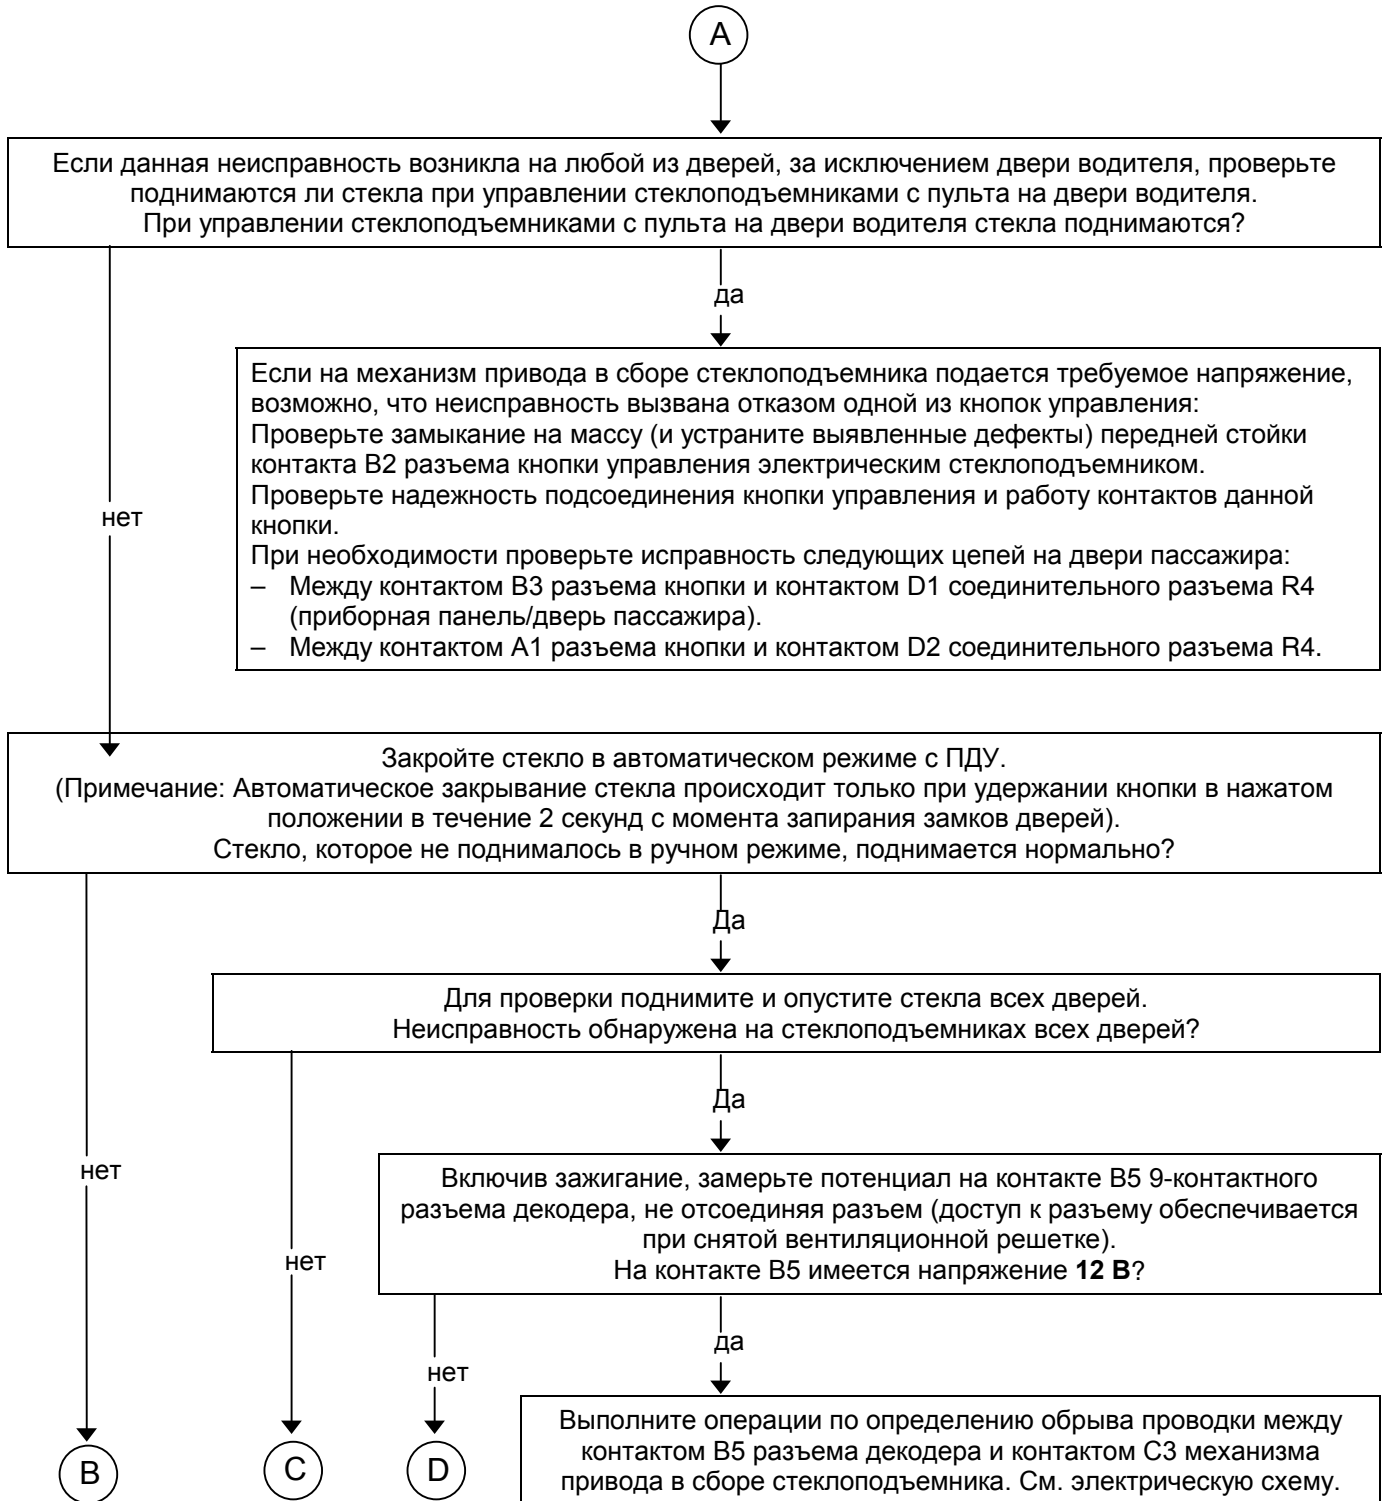 A
Если данная неисправность возникла на любой из дверей, за исключением двери водителя, проверьте
поднимаются ли стекла при управлении стеклоподъемниками с пульта на двери водителя.
При управлении стеклоподъемниками с пульта на двери водителя стекла поднимаются?
да
Если на механизм привода в сборе стеклоподъемника подается требуемое напряжение,
возможно, что неисправность вызвана отказом одной из кнопок управления:
Проверьте замыкание на массу (и устраните выявленные дефекты) передней стойки
контакта B2 разъема кнопки управления электрическим стеклоподъемником.
Проверьте надежность подсоединения кнопки управления и работу контактов данной
кнопки.
При необходимости проверьте исправность следующих цепей на двери пассажира:
– Между контактом B3 разъема кнопки и контактом D1 соединительного разъема R4
(приборная панель/дверь пассажира).
– Между контактом A1 разъема кнопки и контактом D2 соединительного разъема R4.
нет
Закройте стекло в автоматическом режиме с ПДУ.
(Примечание: Автоматическое закрывание стекла происходит только при удержании кнопки в нажатом
положении в течение 2 секунд с момента запирания замков дверей).
Стекло, которое не поднималось в ручном режиме, поднимается нормально?
Да
Для проверки поднимите и опустите стекла всех дверей.
Неисправность обнаружена на стеклоподъемниках всех дверей?
Да
нет
Включив зажигание, замерьте потенциал на контакте B5 9-контактного
разъема декодера, не отсоединяя разъем (доступ к разъему обеспечивается
при снятой вентиляционной решетке).
На контакте B5 имеется напряжение 12 В?
нет
да
нет
Выполните операции по определению обрыва проводки между
контактом B5 разъема декодера и контактом C3 механизма
привода в сборе стеклоподъемника. См. электрическую схему.
B
C
D